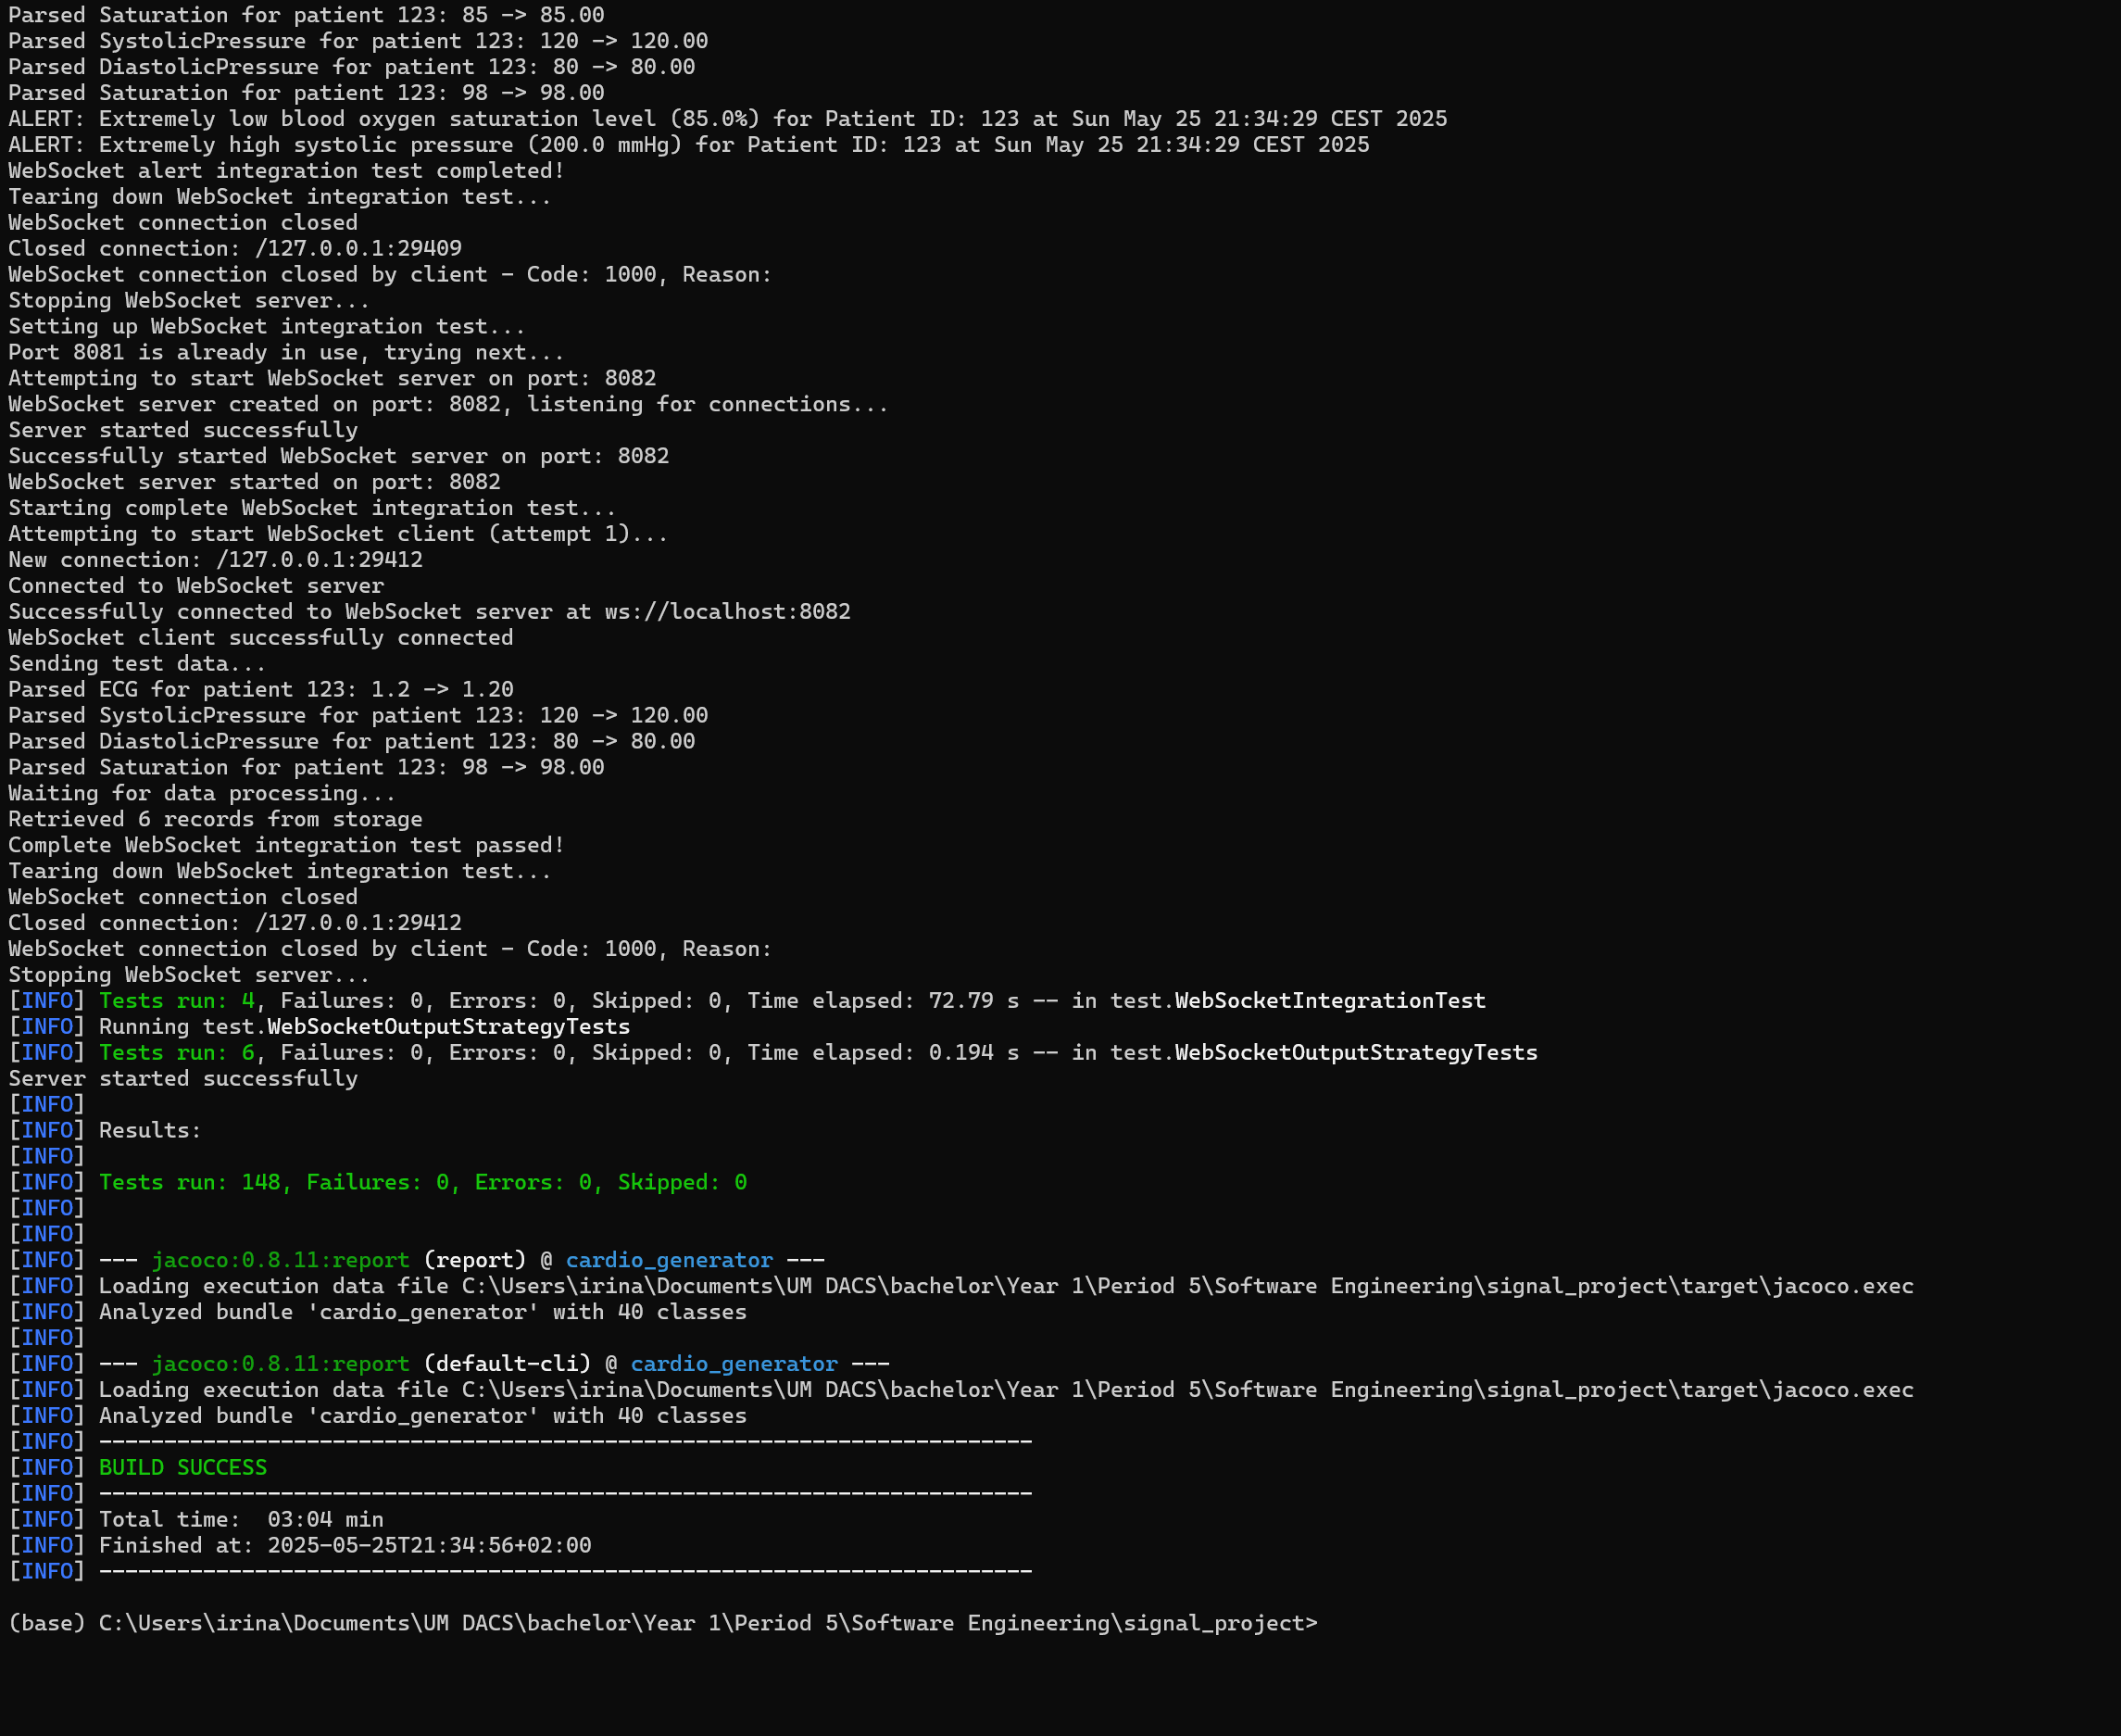 Parsed Saturation for patient 123: 85 -> 85.00
Parsed SystolicPressure for patient 123: 120 -> 120.00
Parsed DiastolicPressure for patient 123: 80 -> 80.00
Parsed Saturation for patient 123: 98 -> 98.00
ALERT: Extremely low blood oxygen saturation level (85.0%) for Patient ID: 123 at Sun May 25 21:34:29 CEST 2025
ALERT: Extremely high systolic pressure (200.0 mmHg) for Patient ID: 123 at Sun May 25 21:34:29 CEST 2025
WebSocket alert integration test completed!
Tearing down WebSocket integration test...
WebSocket connection closed
Closed connection: /127.0.0.1:29409
WebSocket connection closed by client - Code: 1000, Reason:
Stopping WebSocket server...
Setting up WebSocket integration test...
Port 8081 is already in use, trying next...
Attempting to start WebSocket server on port: 8082
WebSocket server created on port: 8082, listening for connections...
Server started successfully
Successfully started WebSocket server on port: 8082
WebSocket server started on port: 8082
Starting complete WebSocket integration test...
Attempting to start WebSocket client (attempt 1)...
New connection: /127.0.0.1:29412
Connected to WebSocket server
Successfully connected to WebSocket server at ws://localhost:8082
WebSocket client successfully connected
Sending test data...
Parsed ECG for patient 123: 1.2 -> 1.20
Parsed SystolicPressure for patient 123: 120 -> 120.00
Parsed DiastolicPressure for patient 123: 80 -> 80.00
Parsed Saturation for patient 123: 98 -> 98.00
Waiting for data processing...
Retrieved 6 records from storage
Complete WebSocket integration test passed!
Tearing down WebSocket integration test...
WebSocket connection closed
Closed connection: /127.0.0.1:29412
WebSocket connection closed by client - Code: 1000, Reason:
Stopping WebSocket server...
[INFO] Tests run: 4, Failures: 0, Errors: 0, Skipped: 0, Time elapsed: 72.79 s -- in test.WebSocketIntegrationTest
[INFO] Running test.WebSocketOutputStrategyTests
[INFO] Tests run: 6, Failures: 0, Errors: 0, Skipped: 0, Time elapsed: 0.194 s -- in test.WebSocketOutputStrategyTests
Server started successfully
[INFO]
[INFO] Results:
[INFO]
[INFO] Tests run: 148, Failures: 0, Errors: 0, Skipped: 0
[INFO]
[INFO]
[INFO] --- jacoco:0.8.11:report (report) @ cardio_generator ---
[INFO] Loading execution data file C:\Users\irina\Documents\UM DACS\bachelor\Year 1\Period 5\Software Engineering\signal_project\target\jacoco.exec
[INFO] Analyzed bundle 'cardio_generator' with 40 classes
[INFO]
[INFO] --- jacoco:0.8.11:report (default-cli) @ cardio_generator ---
[INFO] Loading execution data file C:\Users\irina\Documents\UM DACS\bachelor\Year 1\Period 5\Software Engineering\signal_project\target\jacoco.exec
[INFO] Analyzed bundle 'cardio_generator' with 40 classes
[INFO] ------------------------------------------------------------------------
[INFO] BUILD SUCCESS
[INFO] ------------------------------------------------------------------------
[INFO] Total time:  03:04 min
[INFO] Finished at: 2025-05-25T21:34:56+02:00
[INFO] ------------------------------------------------------------------------
(base) C:\Users\irina\Documents\UM DACS\bachelor\Year 1\Period 5\Software Engineering\signal_project>